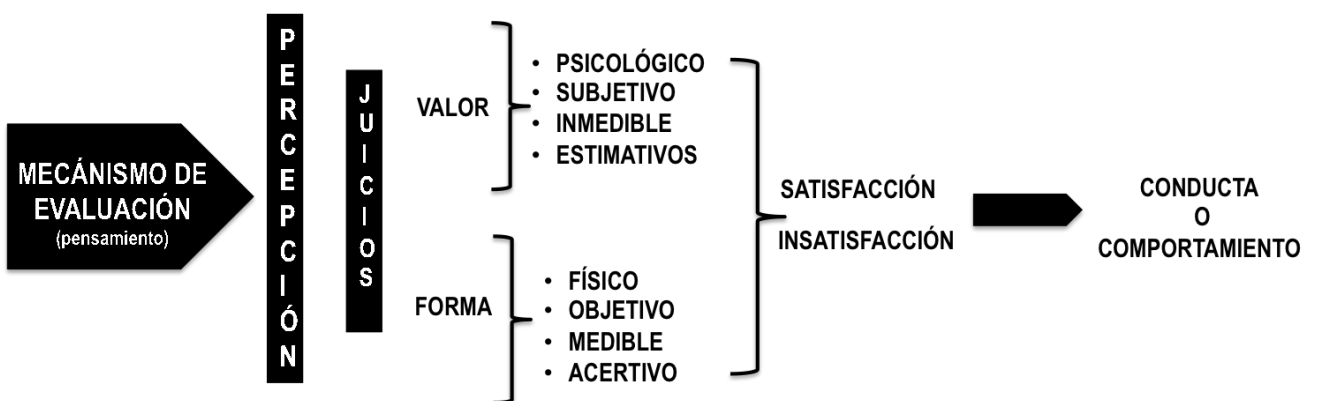 MECÁNISMO DE
EVALUACIÓN
(pensamiento)
PERCEPCIÓN
JUICIOS
VALOR
• PSICOLÓGICO
• SUBJETIVO
• INMEDIBLE
• ESTIMATIVOS
FORMA
• FÍSICO
• OBJETIVO
• MEDIBLE
• ACERTIVO
SATISFACCIÓN
INSATISFACCIÓN
CONDUCTA
O
COMPORTAMIENTO